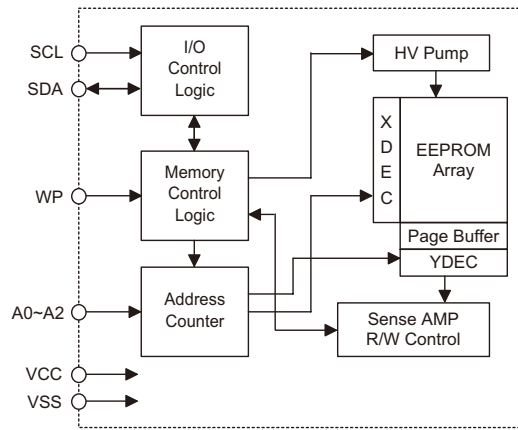 SCL
SDA
WP
A0~A2
VCC
VSS
I/O
Control
Logic
Memory
Control
Logic
Address
Counter
HV Pump
X
D
E
C
EEPROM
Array
Page Buffer
YDEC
Sense AMP
R/W Control